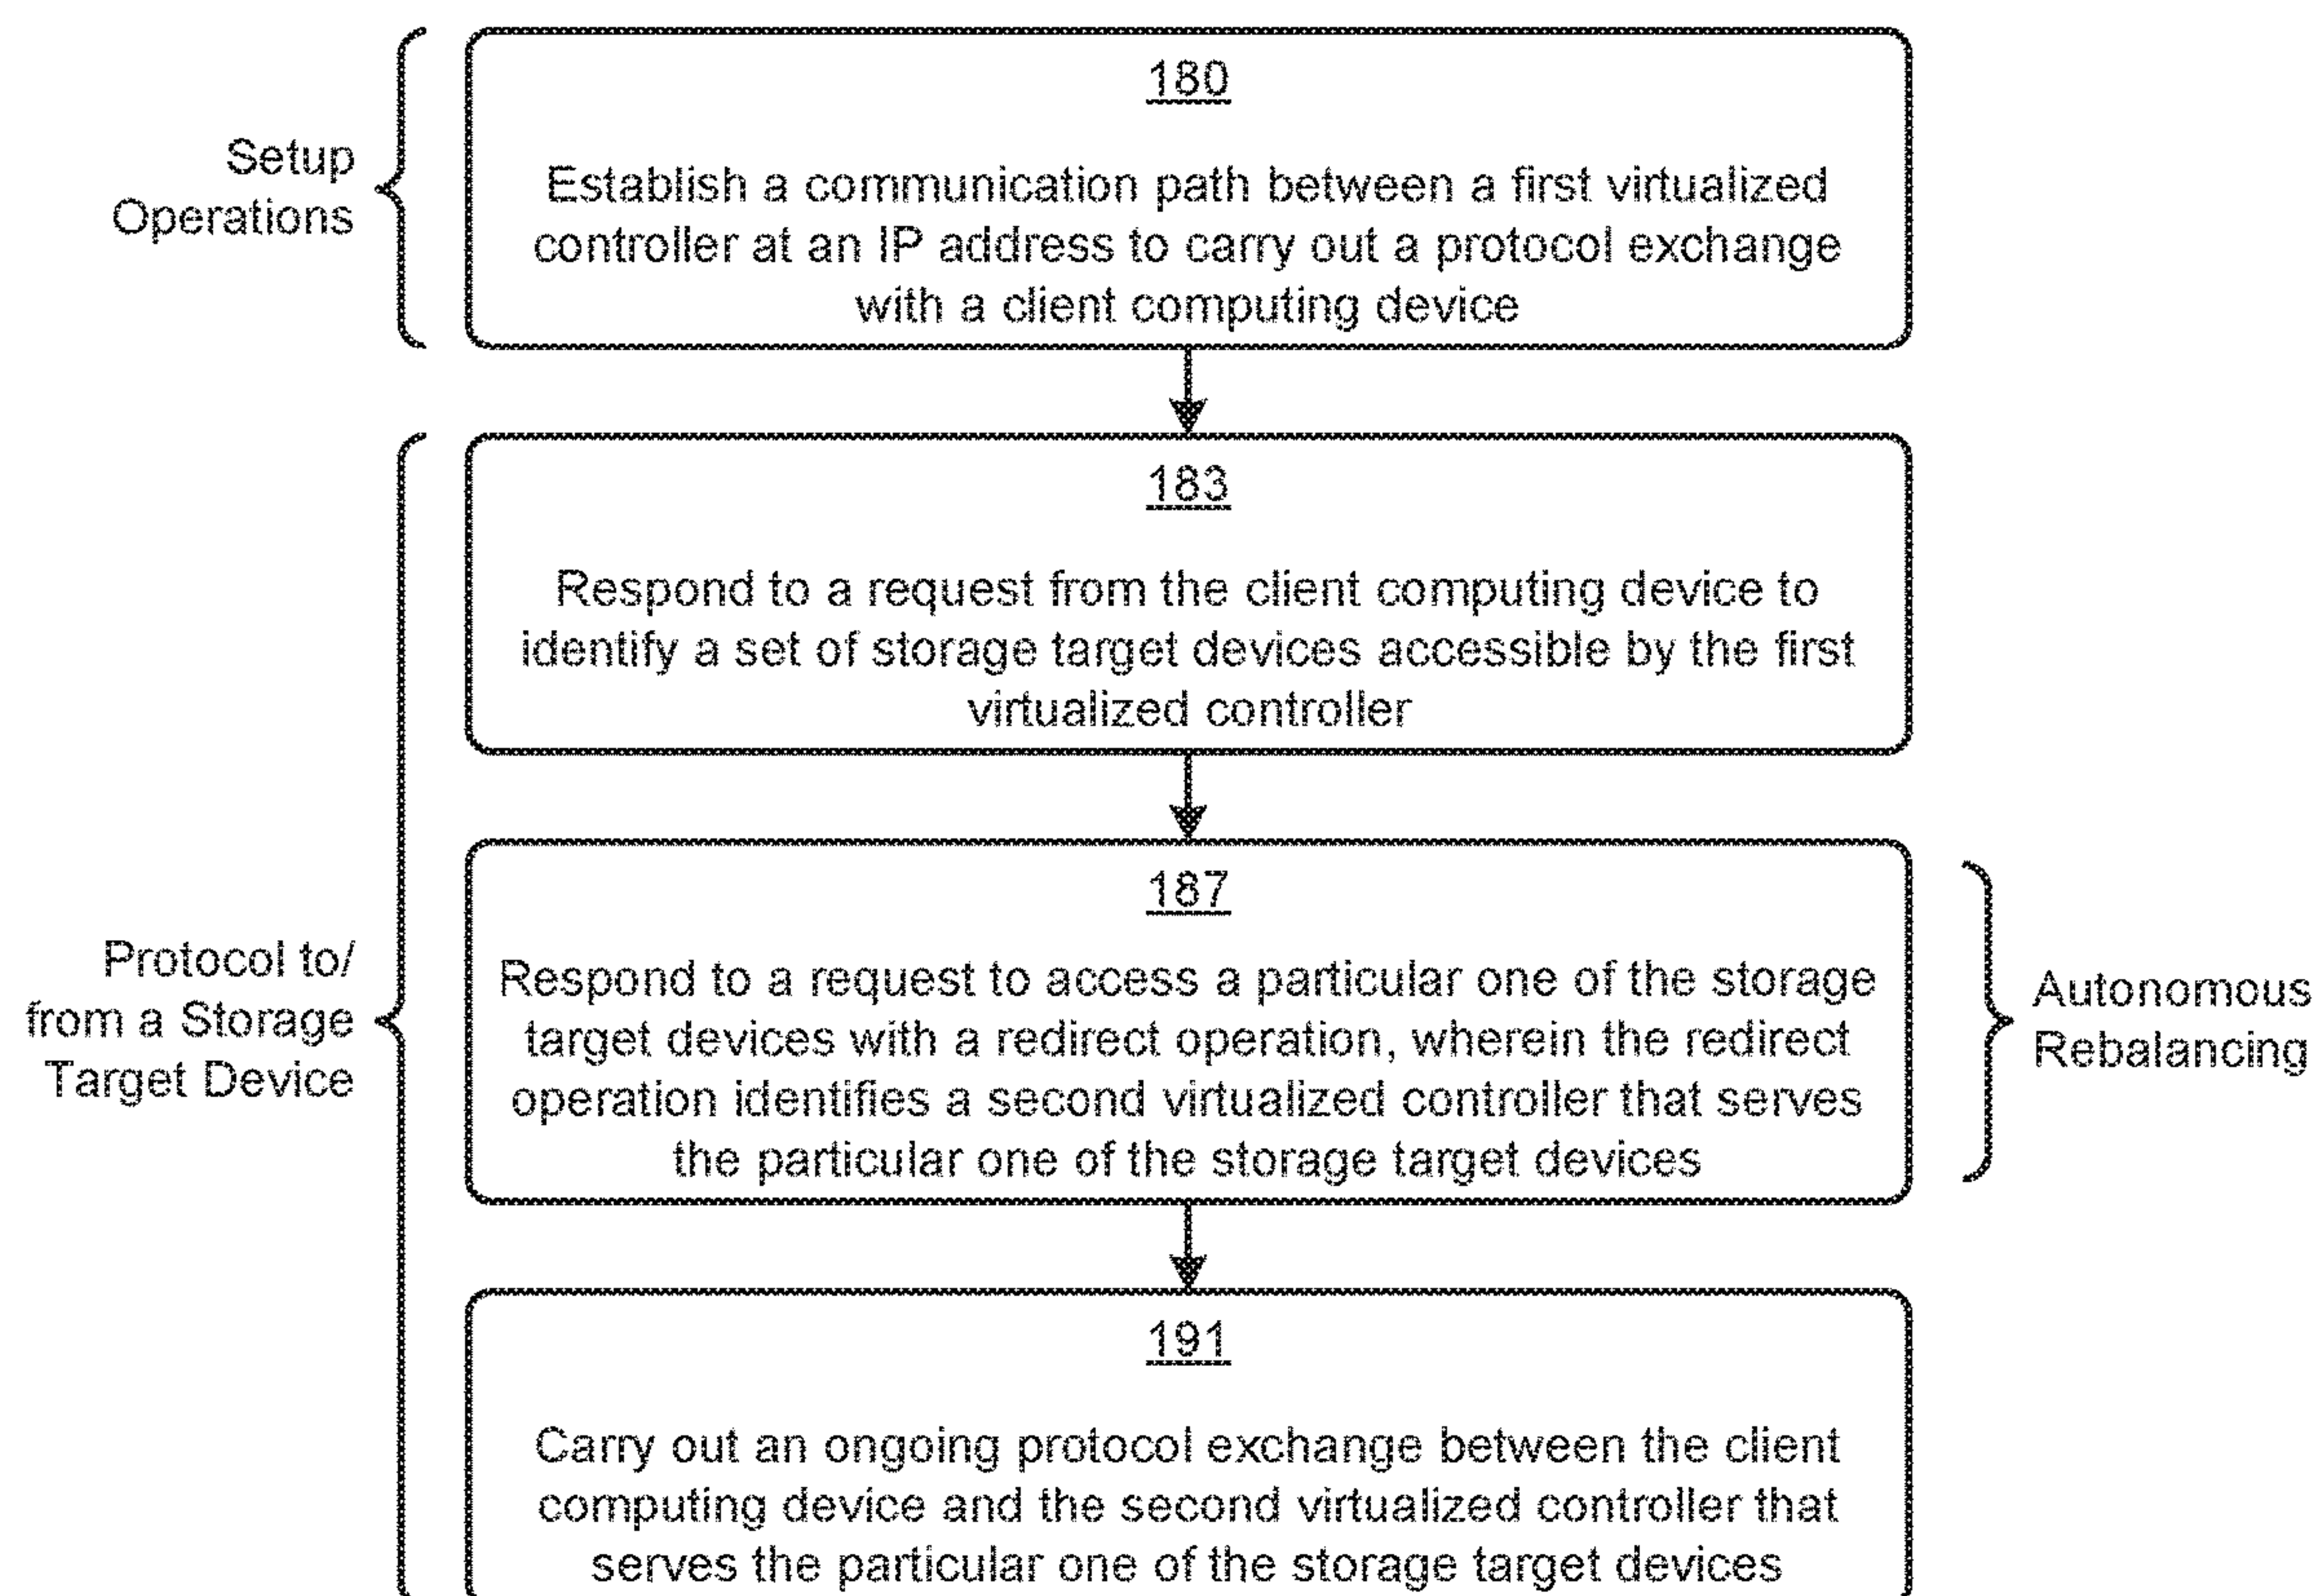 Setup
Operations
180
Establish a communication path between a first virtualized
controller at an IP address to carry out a protocol exchange
with a client computing device
183
Respond to a request from the client computing device to
identify a set of storage target devices accessible by the first
virtualized controller
Protocol to/
from a Storage
Target Device
187
Respond to a request to access a particular one of the storage
target devices with a redirect operation, wherein the redirect
operation identifies a second virtualized controller that serves
the particular one of the storage target devices
Autonomous
Rebalancing
191
Carry out an ongoing protocol exchange between the client
computing device and the second virtualized controller that
serves the particular one of the storage target devices